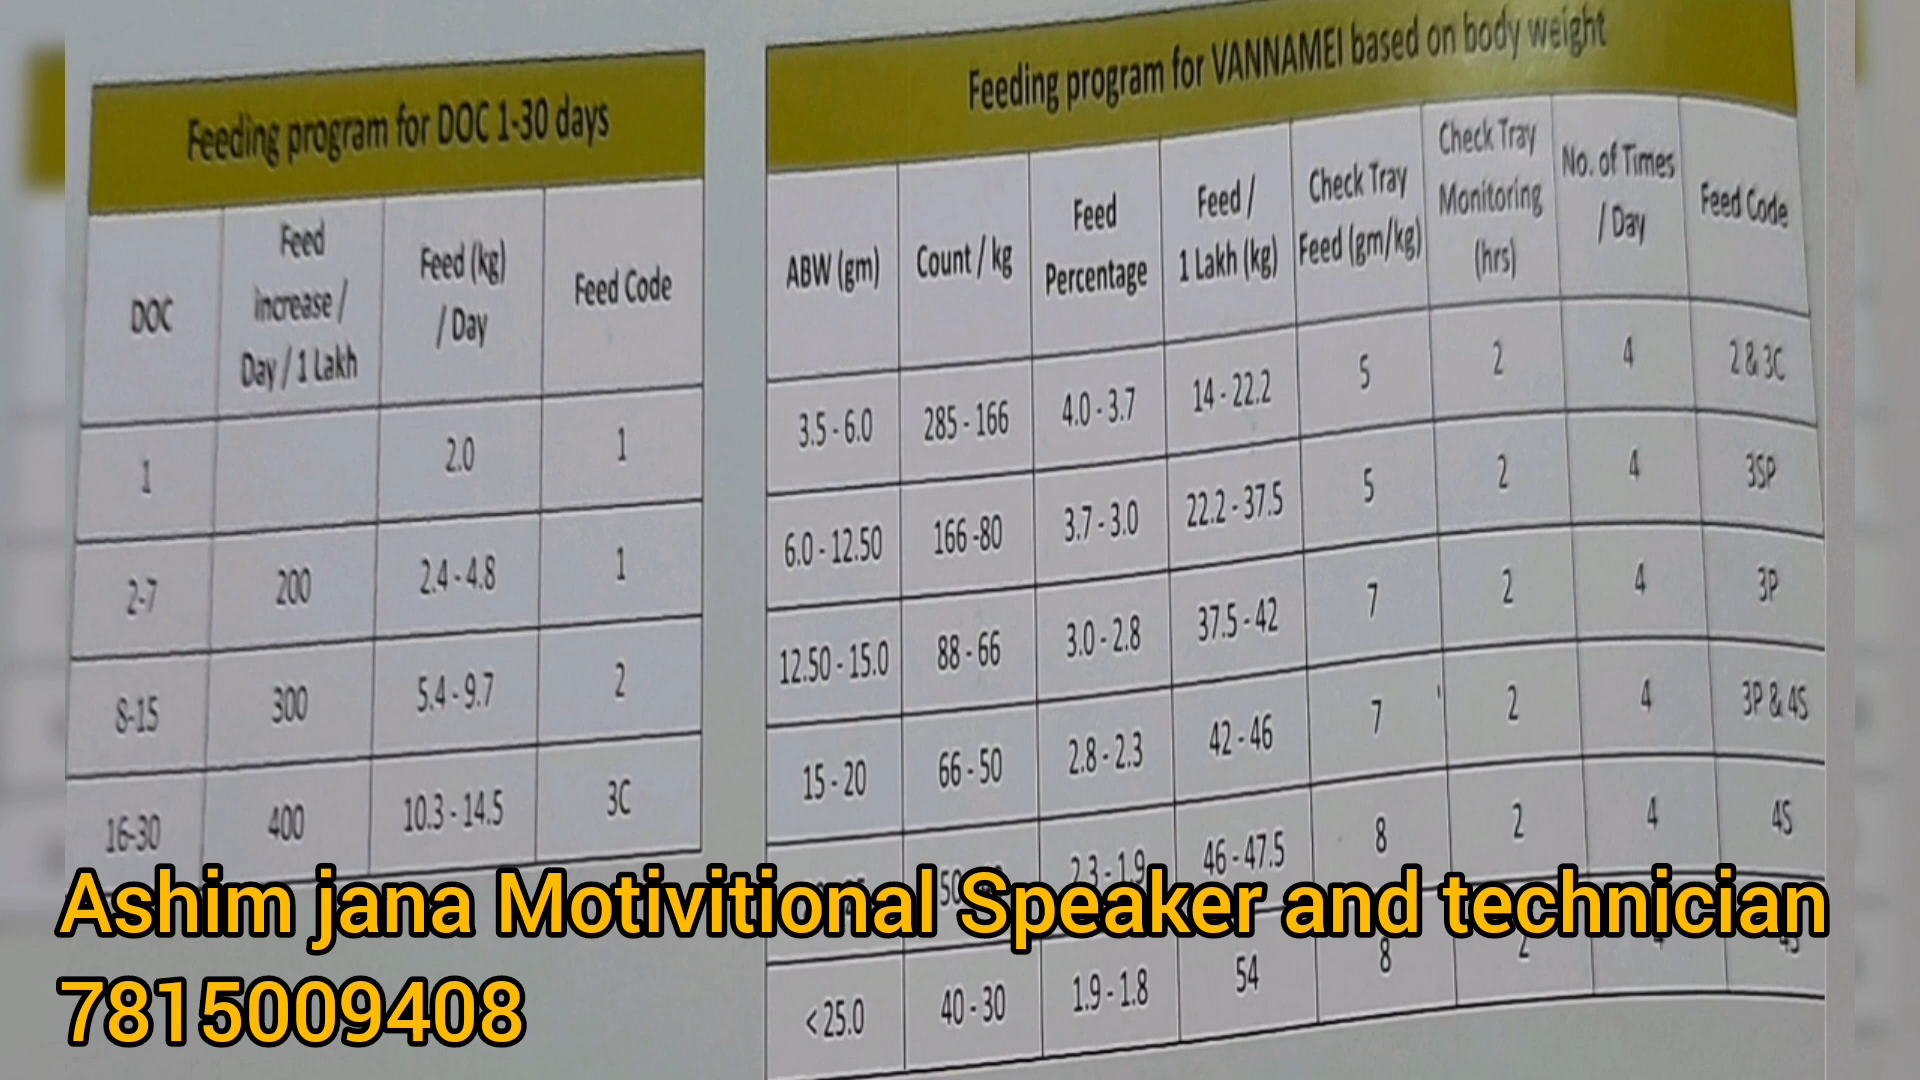 Feeding program for DOC 1-30 days
DOC | Feed increase / Day / 1 Lakh | Feed (kg) / Day | Feed Code
1 | | 2.0 | 1
2-7 | 200 | 2.4 - 4.8 | 1
8-15 | 300 | 5.4 - 9.7 | 2
16-30 | 400 | 10.3 - 14.5 | 3C
Feeding program for VANNAMEI based on body weight
ABW (gm) | Count / kg | Feed Percentage | Feed / 1 Lakh (kg) | Check Tray Feed (gm/kg) | Check Tray Monitoring (hrs) | No. of Times / Day | Feed Code
3.5 - 6.0 | 285 - 166 | 4.0 - 3.7 | 14 - 22.2 | 5 | 2 | 4 | 2 & 3C
6.0 - 12.50 | 166 -80 | 3.7 - 3.0 | 22.2 - 37.5 | 5 | 2 | 4 | 3SP
12.50 - 15.0 | 88 - 66 | 3.0 - 2.8 | 37.5 - 42 | 7 | 2 | 4 | 3P
15 - 20 | 66 - 50 | 2.8 - 2.3 | 42 - 46 | 7 | 2 | 4 | 3P & 4S
2.3 - 1.9 | 46 - 47.5 | 8 | 2 | 4 | 4S
< 25.0 | 40 - 30 | 1.9 - 1.8 | 54 | 8 | 2
Ashim jana Motivitional Speaker and technician
7815009408